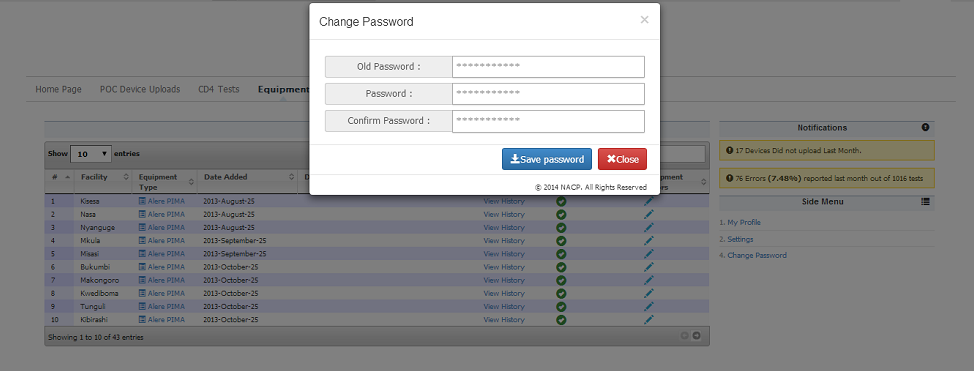 Change Password ×
Old Password : ***********
Password : ***********
Confirm Password : ***********
Save password Close
© 2014 NACP. All Rights Reserved
Home Page POC Device Uploads CD4 Tests Equipm
Show 10 entries
# Facility Equipment Type Date Added
1 Kisesa Alere PIMA 2013-August-25 View History
2 Nasa Alere PIMA 2013-August-25 View History
3 Nyanguge Alere PIMA 2013-August-25 View History
4 Mkula Alere PIMA 2013-September-25 View History
5 Misasi Alere PIMA 2013-September-25 View History
6 Bukumbi Alere PIMA 2013-October-25 View History
7 Makongoro Alere PIMA 2013-October-25 View History
8 Kwediboma Alere PIMA 2013-October-25 View History
9 Tunguli Alere PIMA 2013-October-25 View History
10 Kibirashi Alere PIMA 2013-October-25 View History
Showing 1 to 10 of 43 entries
Notifications
17 Devices Did not upload Last Month.
76 Errors (7.48%) reported last month out of 1016 tests
Side Menu
1. My Profile
2. Settings
4. Change Password